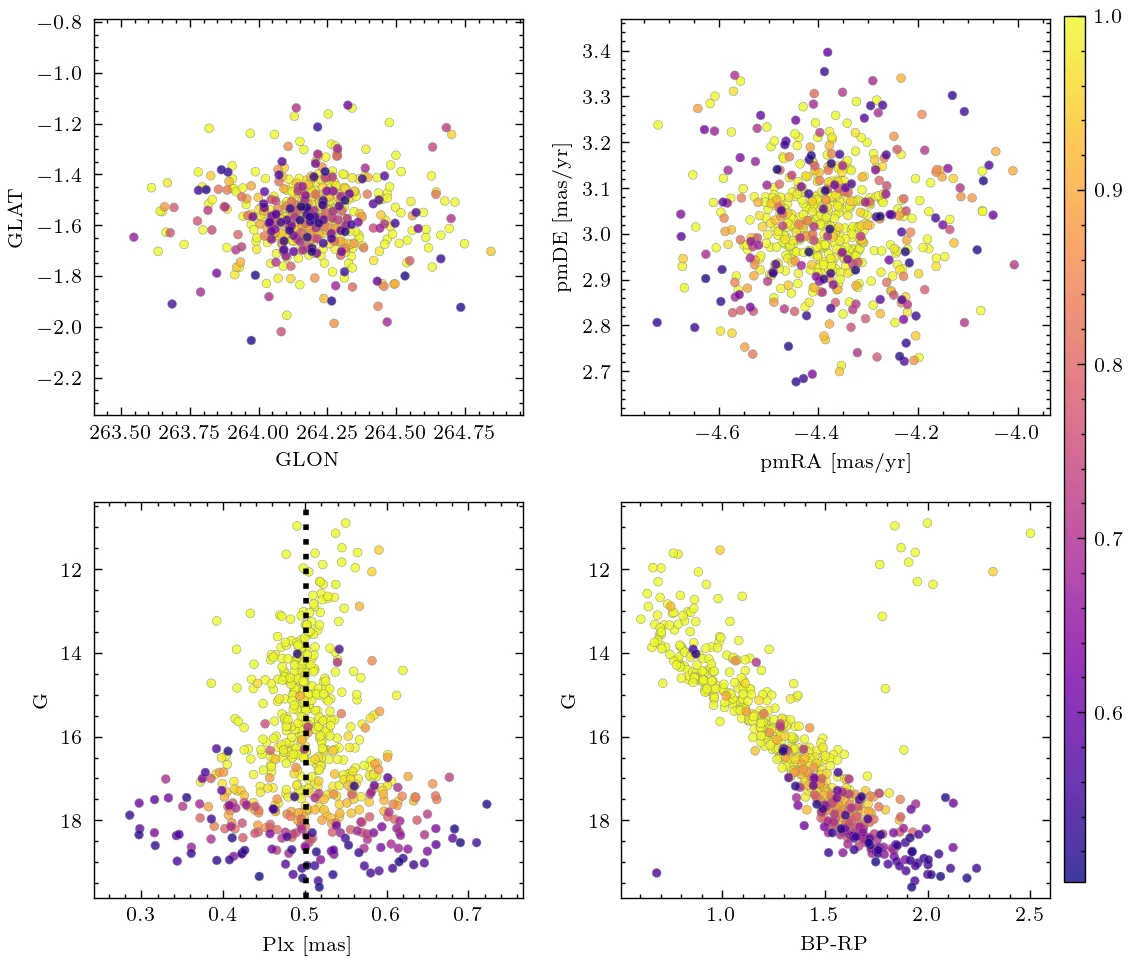 −0.8
−1.0
−1.2
−1.4
−1.6
−1.8
−2.0
−2.2
GLAT
263.50 263.75 264.00 264.25 264.50 264.75
GLON
3.4
3.3
3.2
3.1
3.0
2.9
2.8
2.7
pmDE [mas/yr]
−4.6 −4.4 −4.2 −4.0
pmRA [mas/yr]
1.0
0.9
0.8
0.7
0.6
12
14
16
18
G
0.3 0.4 0.5 0.6 0.7
Plx [mas]
12
14
16
18
G
1.0 1.5 2.0 2.5
BP-RP